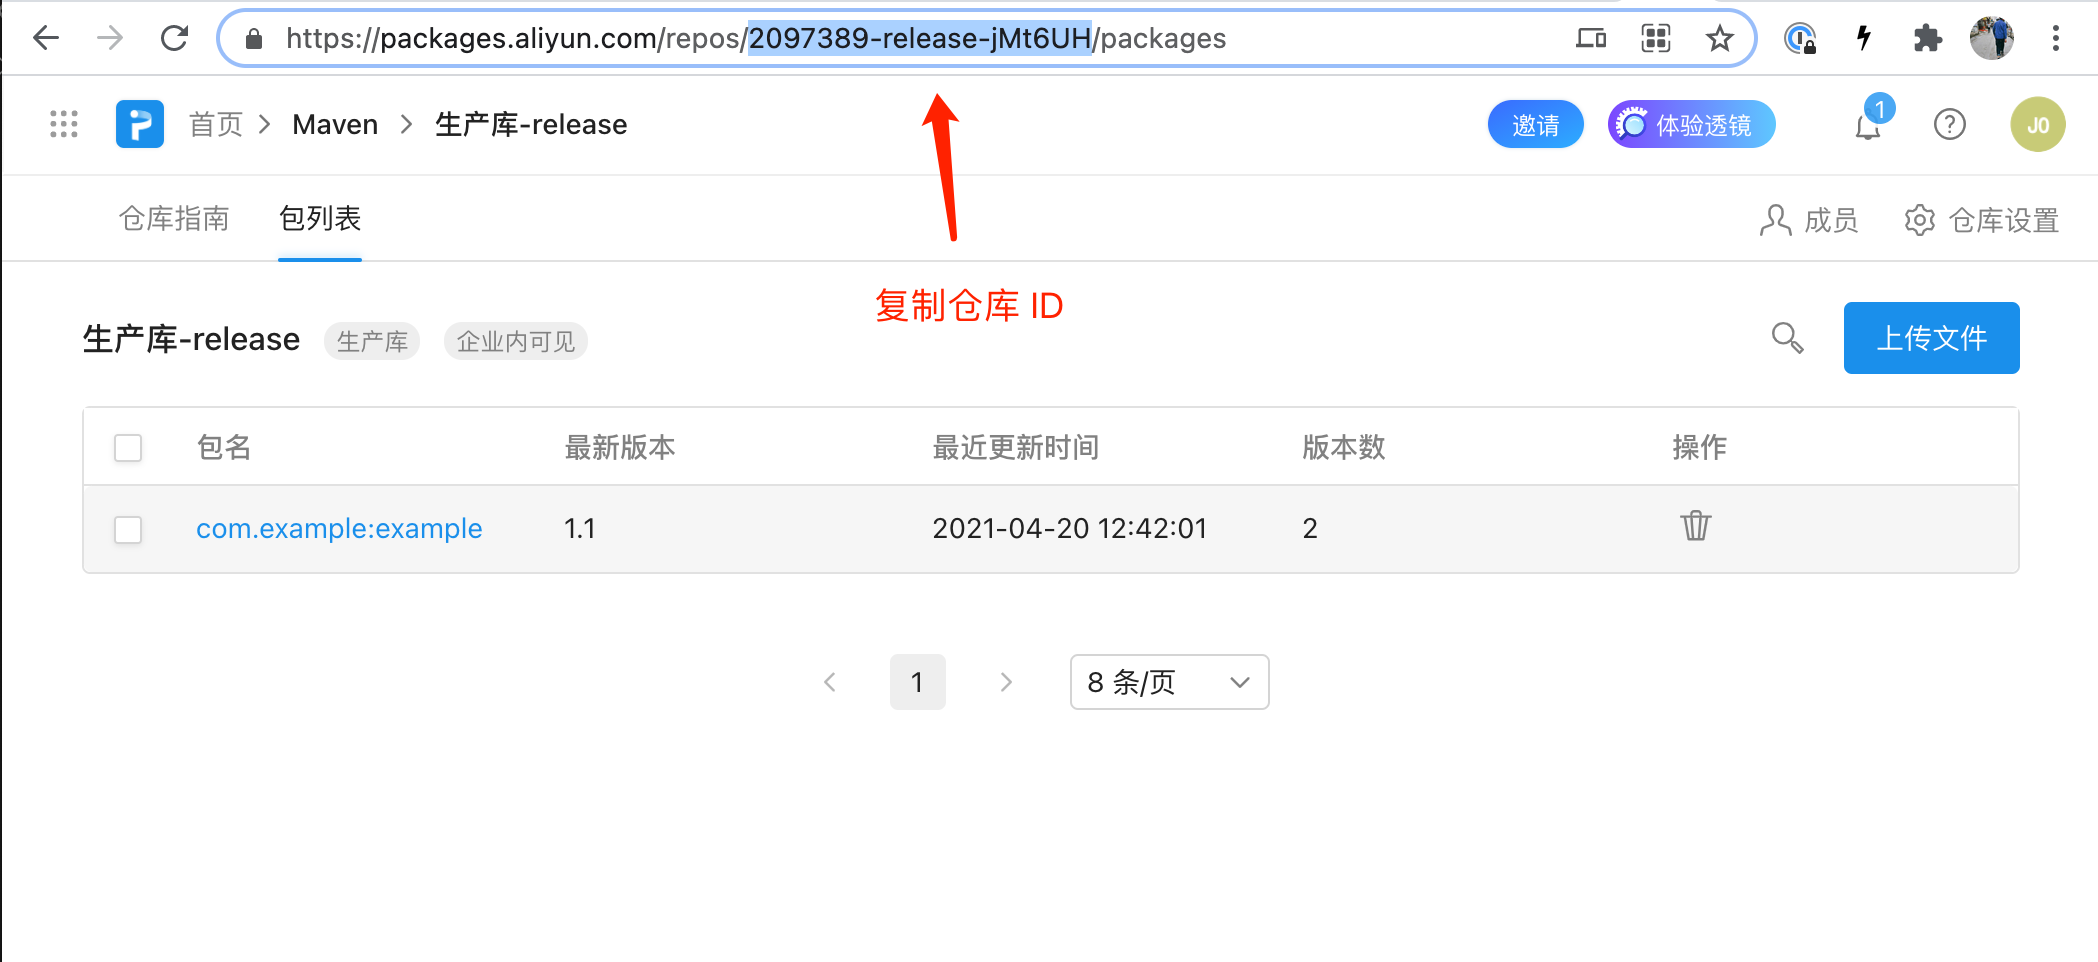 https://packages.aliyun.com/repos/2097389-release-jMt6UH/packages
首页 > Maven > 生产库-release
邀请
体验透镜
1
J0
仓库指南
包列表
成员
仓库设置
复制仓库 ID
生产库-release
生产库
企业内可见
上传文件
包名 最新版本 最近更新时间 版本数 操作
com.example:example 1.1 2021-04-20 12:42:01 2
1
8 条/页